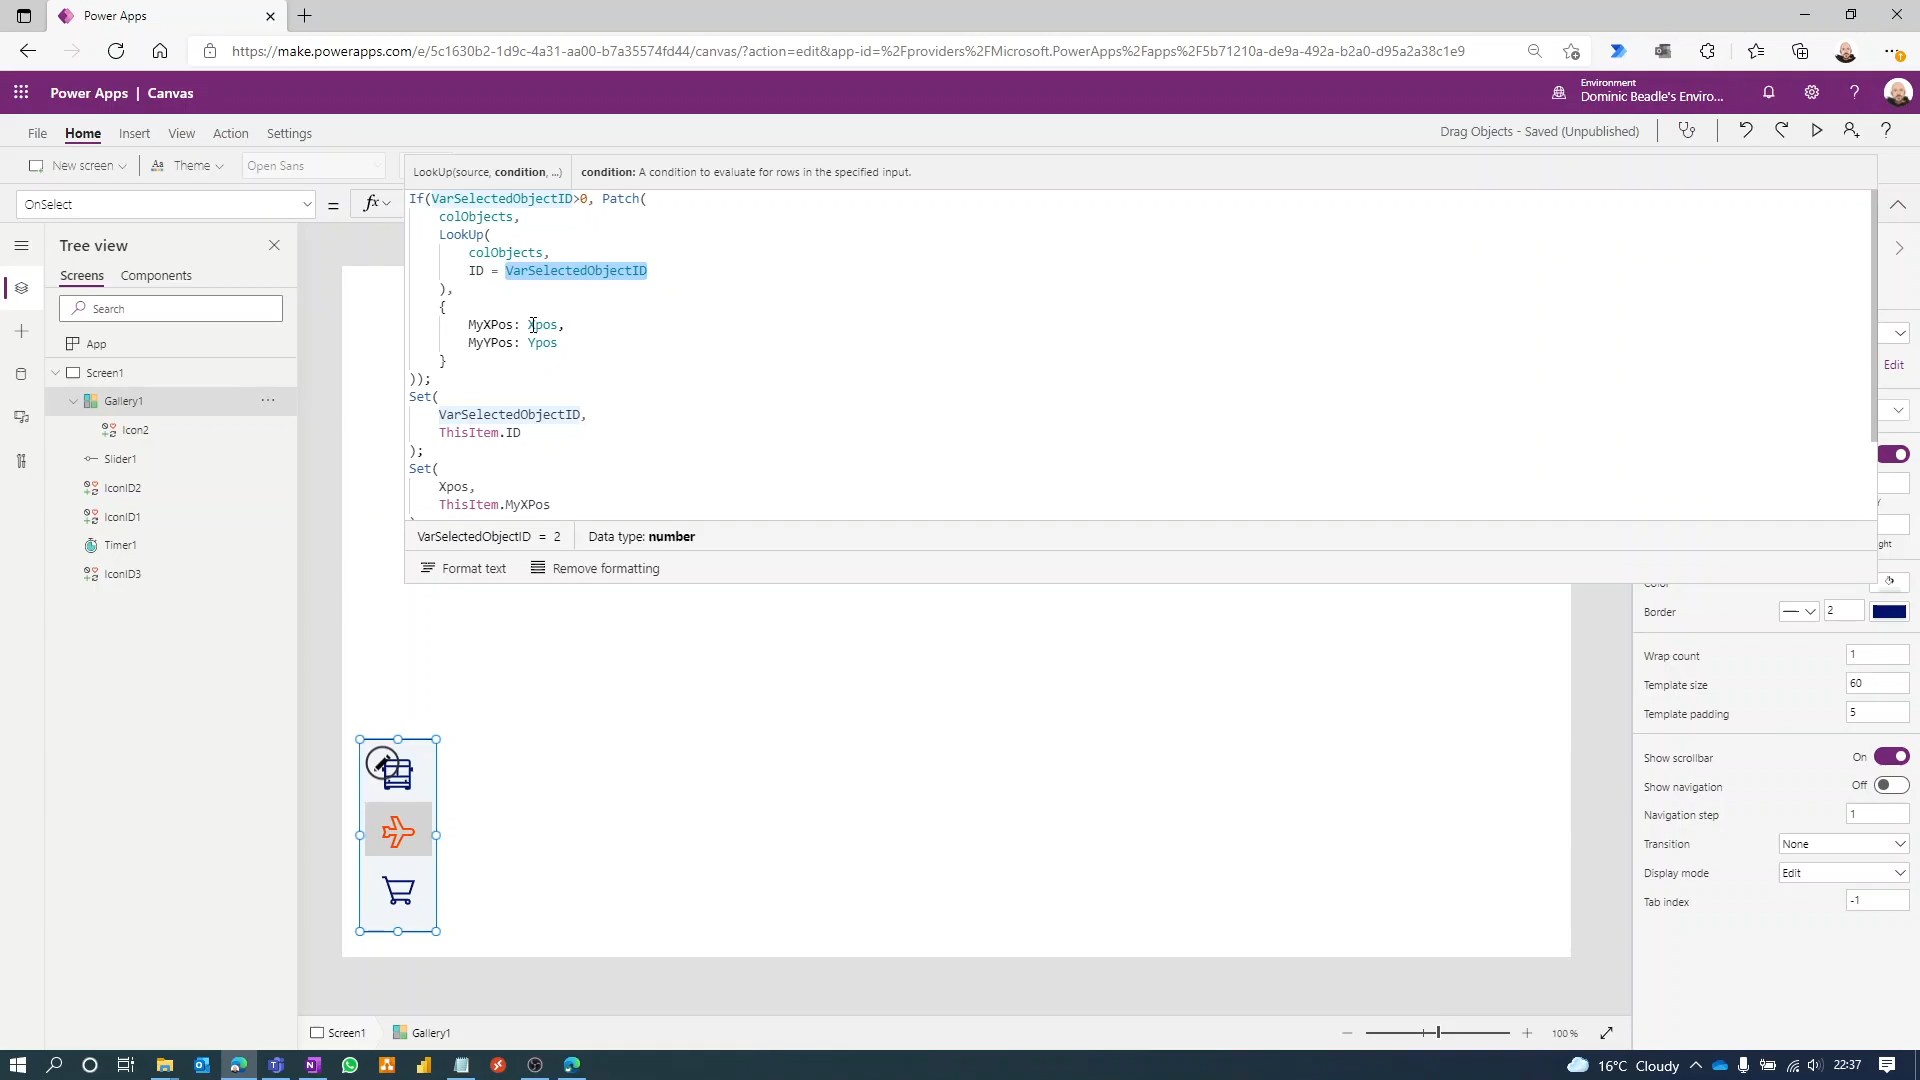 Power Apps
https://make.powerapps.com/e/5c1630b2-1d9c-4a31-aa00-b7a35574fd44/canvas/?action=edit&app-id=%2Fproviders%2FMicrosoft.PowerApps%2Fapps%2F5b71210a-de9a-492a-b2a0-d95a2a38c1e9
Power Apps | Canvas
Environment
Dominic Beadle's Enviro...
File Home Insert View Action Settings
Drag Objects - Saved (Unpublished)
New screen
Theme
Open Sans
LookUp(source, condition, ...)
condition: A condition to evaluate for rows in the specified input.
OnSelect
=
fx
If(VarSelectedObjectID>0, Patch(
colObjects,
LookUp(
colObjects,
ID = VarSelectedObjectID
),
{
MyXPos: Xpos,
MyYPos: Ypos
}
));
Set(
VarSelectedObjectID,
ThisItem.ID
);
Set(
Xpos,
ThisItem.MyXPos
VarSelectedObjectID = 2
Data type: number
Format text
Remove formatting
Tree view
Screens
Components
Search
App
Screen1
Gallery1
Icon2
Slider1
IconID2
IconID1
Timer1
IconID3
Edit
Y
ght
Color
Border
2
Wrap count
1
Template size
60
Template padding
5
Show scrollbar
On
Show navigation
Off
Navigation step
1
Transition
None
Display mode
Edit
Tab index
-1
Screen1
Gallery1
100 %
16°C Cloudy
22:37